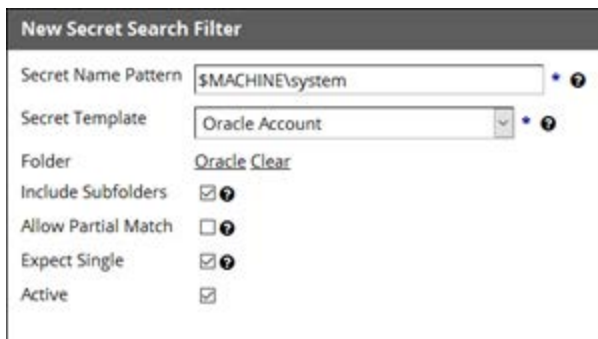 New Secret Search Filter
Secret Name Pattern $MACHINE\system * ?
Secret Template Oracle Account * ?
Folder Oracle Clear
Include Subfolders ?
Allow Partial Match ?
Expect Single ?
Active